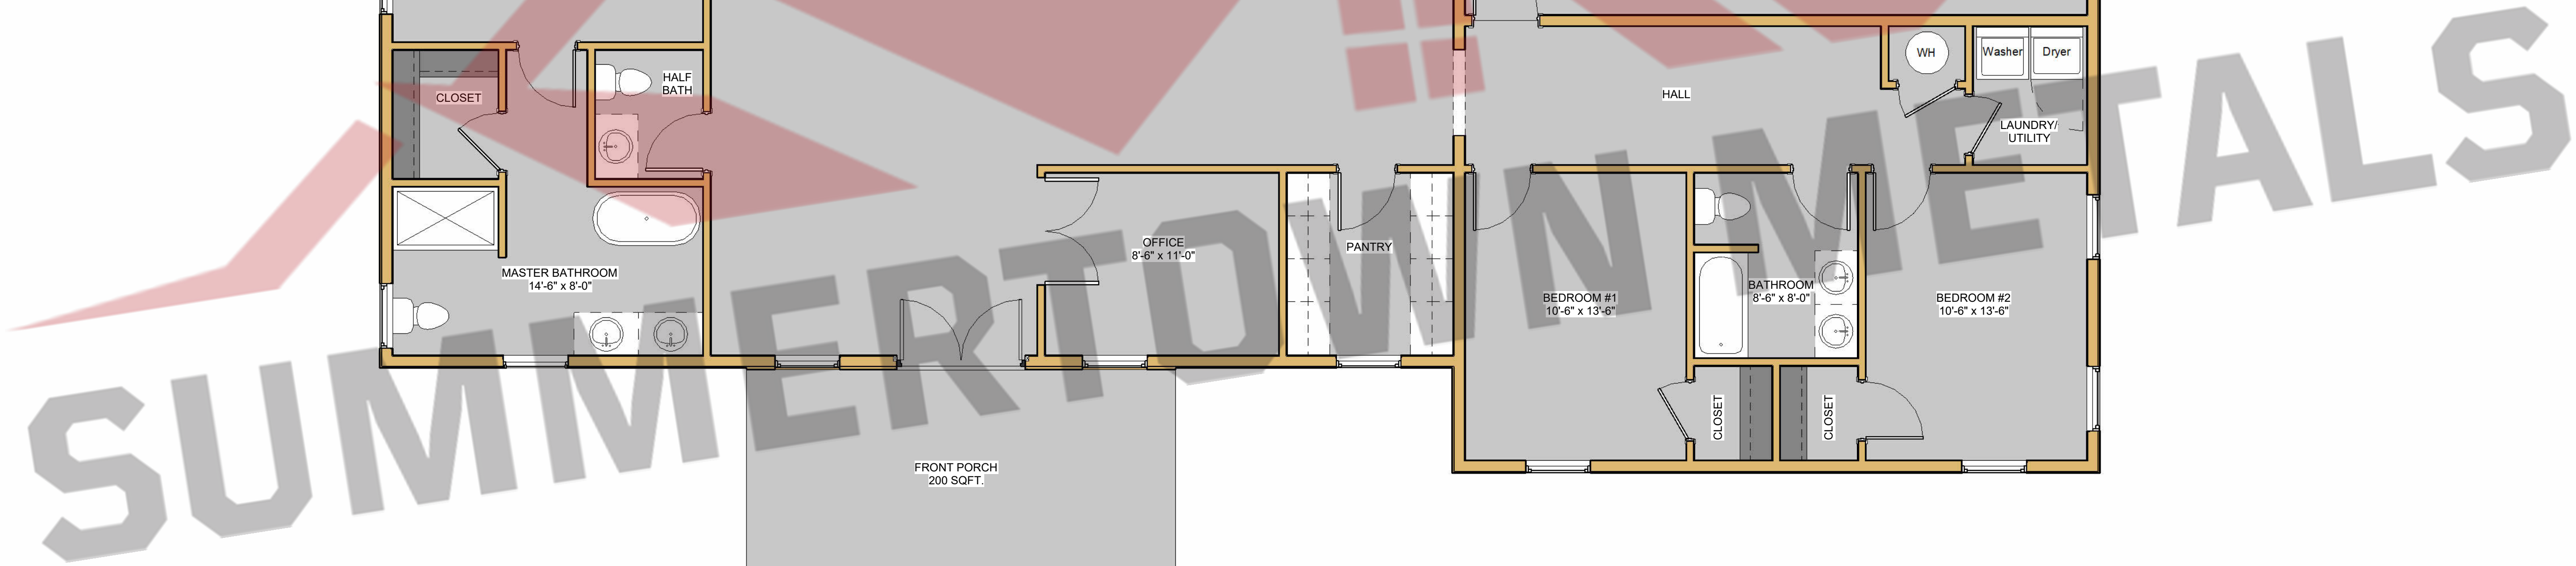 WH
Washer
Dryer
HALF
BATH
CLOSET
HALL
LAUNDRY/
UTILITY
OFFICE
8'-6" x 11'-0"
PANTRY
MASTER BATHROOM
14'-6" x 8'-0"
BEDROOM #1
10'-6" x 13'-6"
BATHROOM
8'-6" x 8'-0"
BEDROOM #2
10'-6" x 13'-6"
CLOSET
CLOSET
FRONT PORCH
200 SQFT.
SUMMERTOWN METALS